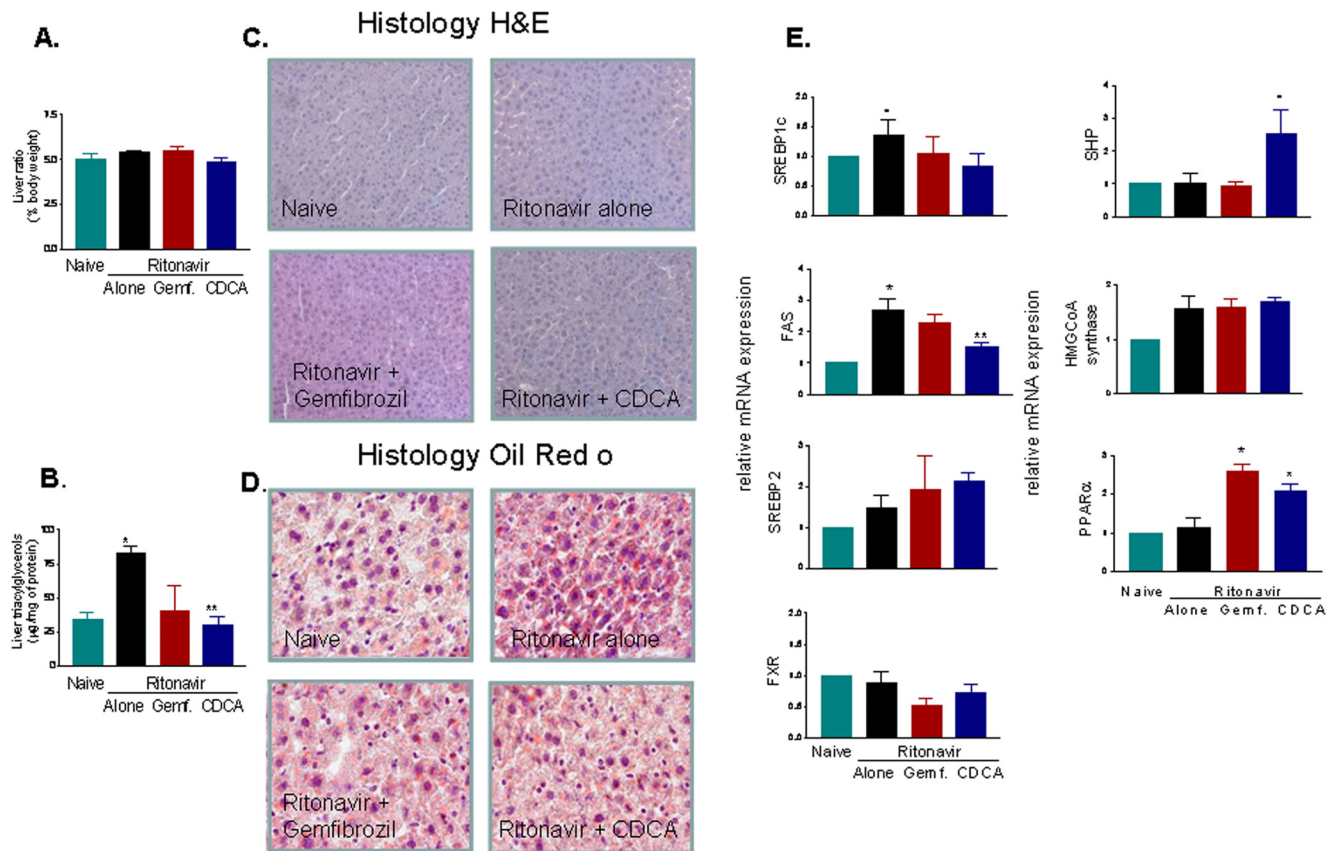 A.
Liver ratio
(% body weight)
7.5
5.0
2.5
0.0
Naive
Ritonavir
Alone Gemf. CDCA
B.
Liver triacylglycerols
(µg/mg of protein)
100
75
50
25
0
*
**
Naive
Ritonavir
Alone Gemf. CDCA
C.
Histology H&E
Naive
Ritonavir alone
Ritonavir +
Gemfibrozil
Ritonavir + CDCA
D.
Histology Oil Red o
Naive
Ritonavir alone
Ritonavir +
Gemfibrozil
Ritonavir + CDCA
E.
relative mRNA expression
SREBP1c
2.0
1.5
1.0
0.5
0.0
*
FAS
4
3
2
1
0
*
**
SREBP2
3
2
1
0
FXR
1.5
1.0
0.5
0.0
Naive
Ritonavir
Alone Gemf. CDCA
relative mRNA expression
SHP
4
3
2
1
0
*
HMGCoA
synthase
2
1
0
PPARα
3
2
1
0
*
*
Naive
Ritonavir
Alone Gemf. CDCA